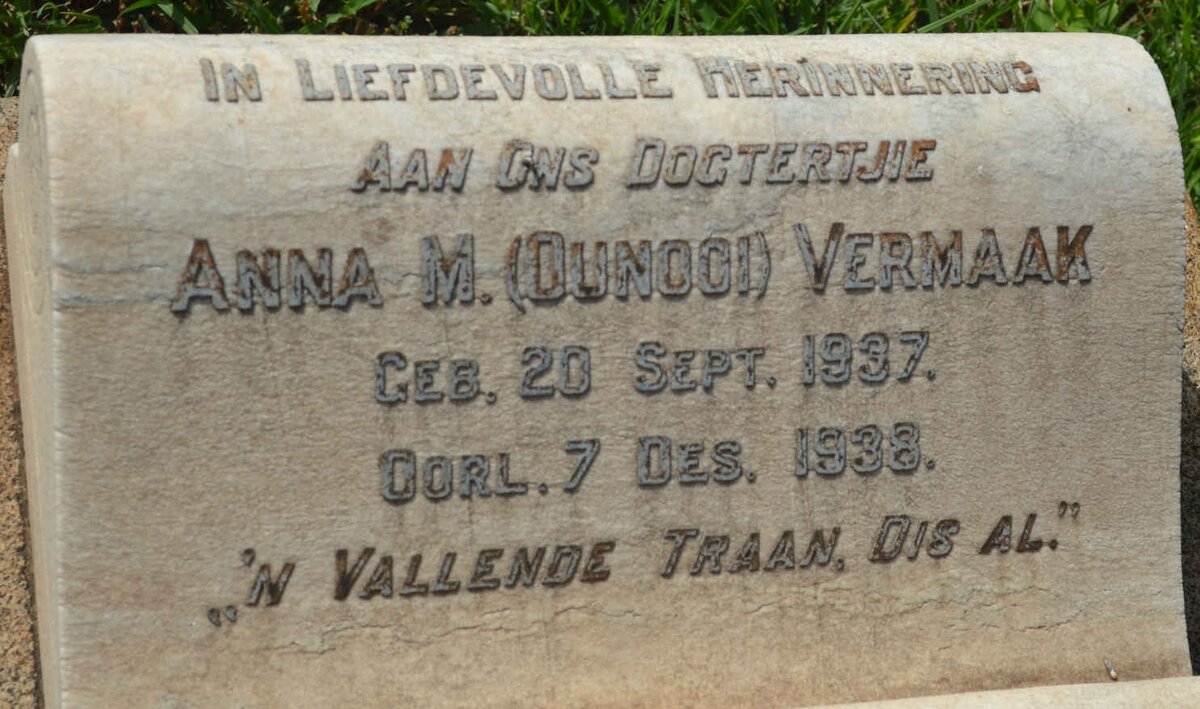 IN LIEFDEVOLLE HERINNERING
AAN ONS DOGTERTJIE
ANNA M. (OUNOOI) VERMAAK
GEB. 20 SEPT. 1937.
OORL. 7 DES. 1938.
„'N VALLENDE TRAAN, DIS AL.”